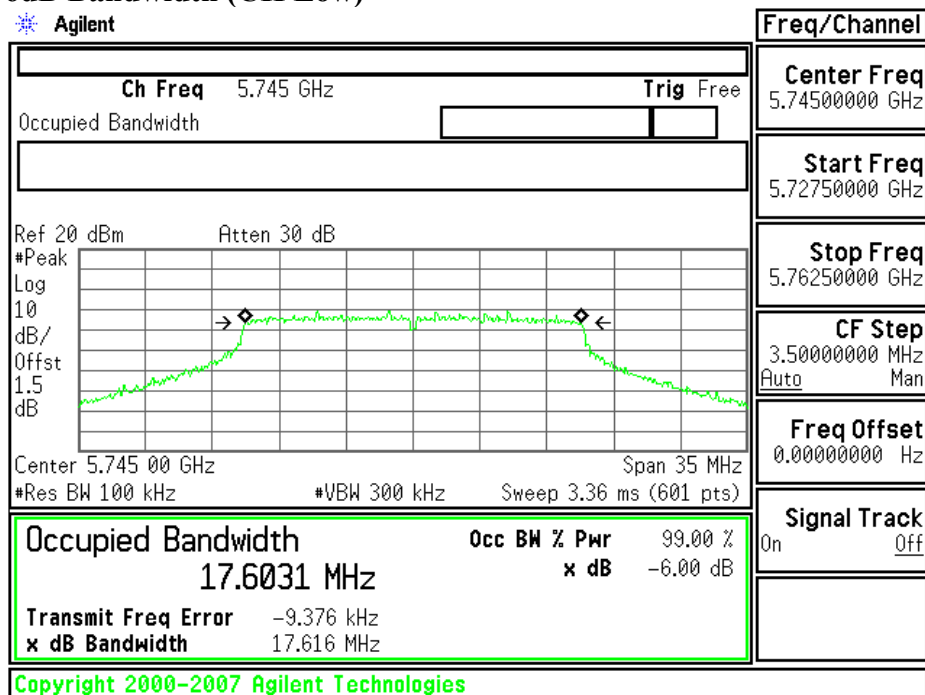 Agilent
Freq/Channel
Ch Freq 5.745 GHz Trig Free
Occupied Bandwidth
Center Freq
5.74500000 GHz
Start Freq
5.72750000 GHz
Stop Freq
5.76250000 GHz
CF Step
3.50000000 MHz
Auto Man
Freq Offset
0.00000000 Hz
Signal Track
On Off
Ref 20 dBm Atten 30 dB
#Peak
Log
10
dB/
Offst
1.5
dB
Center 5.745 00 GHz Span 35 MHz
#Res BW 100 kHz #VBW 300 kHz Sweep 3.36 ms (601 pts)
Occupied Bandwidth Occ BW % Pwr 99.00 %
17.6031 MHz x dB -6.00 dB
Transmit Freq Error -9.376 kHz
x dB Bandwidth 17.616 MHz
Copyright 2000-2007 Agilent Technologies